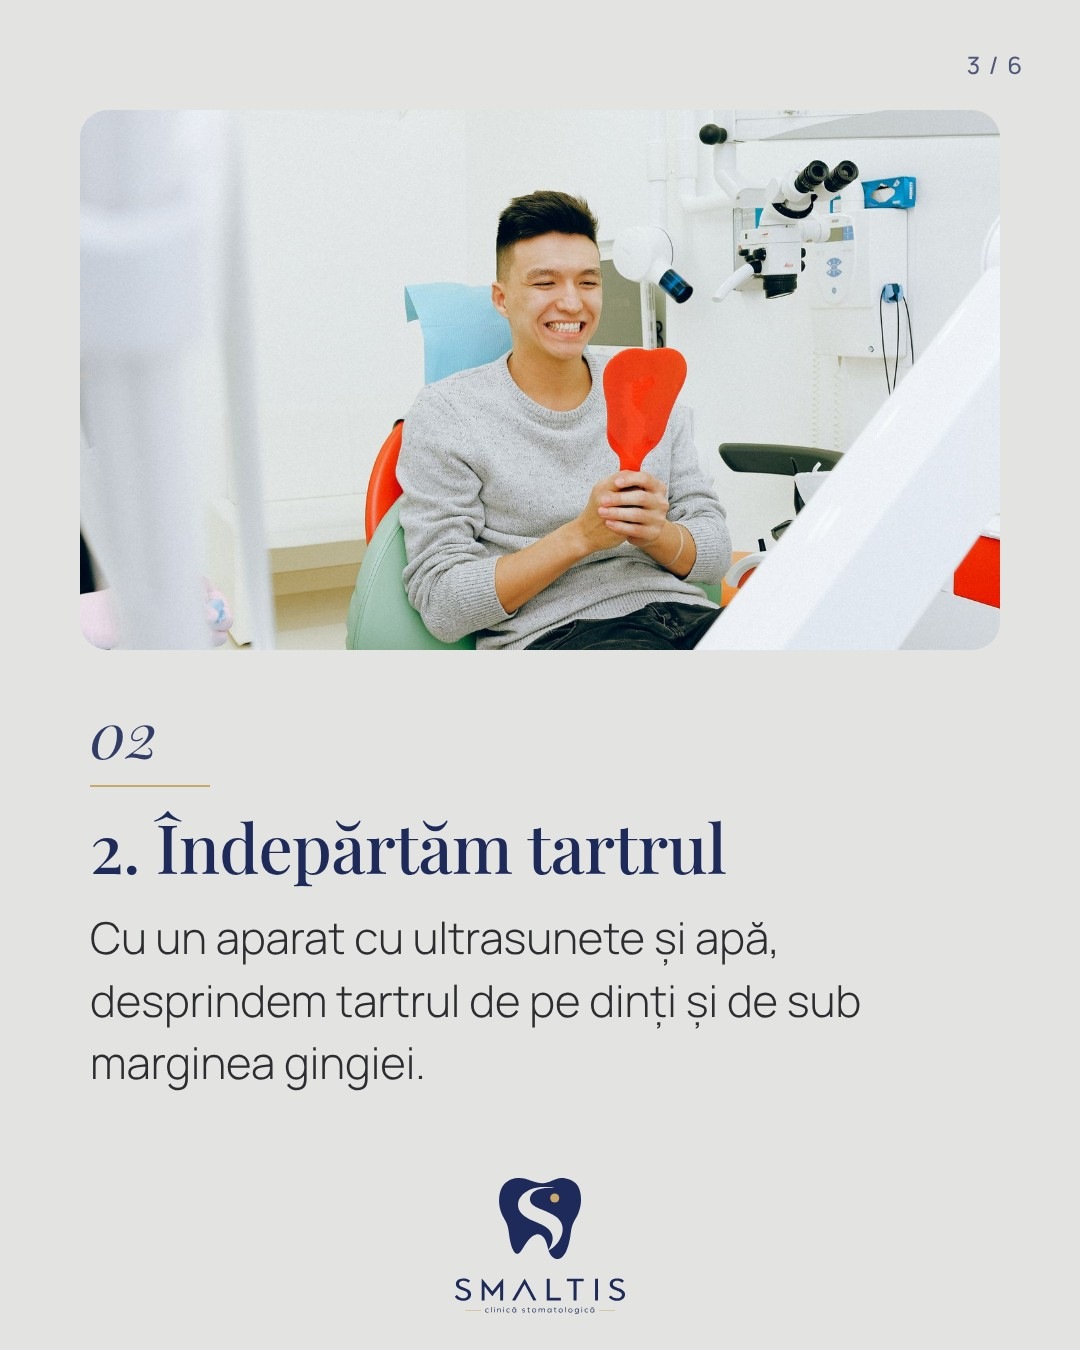 3 / 6
02
2. Îndepărtăm tartrul
Cu un aparat cu ultrasunete și apă,
desprindem tartrul de pe dinți și de sub
marginea gingiei.
SMALTIS
clinică stomatologică